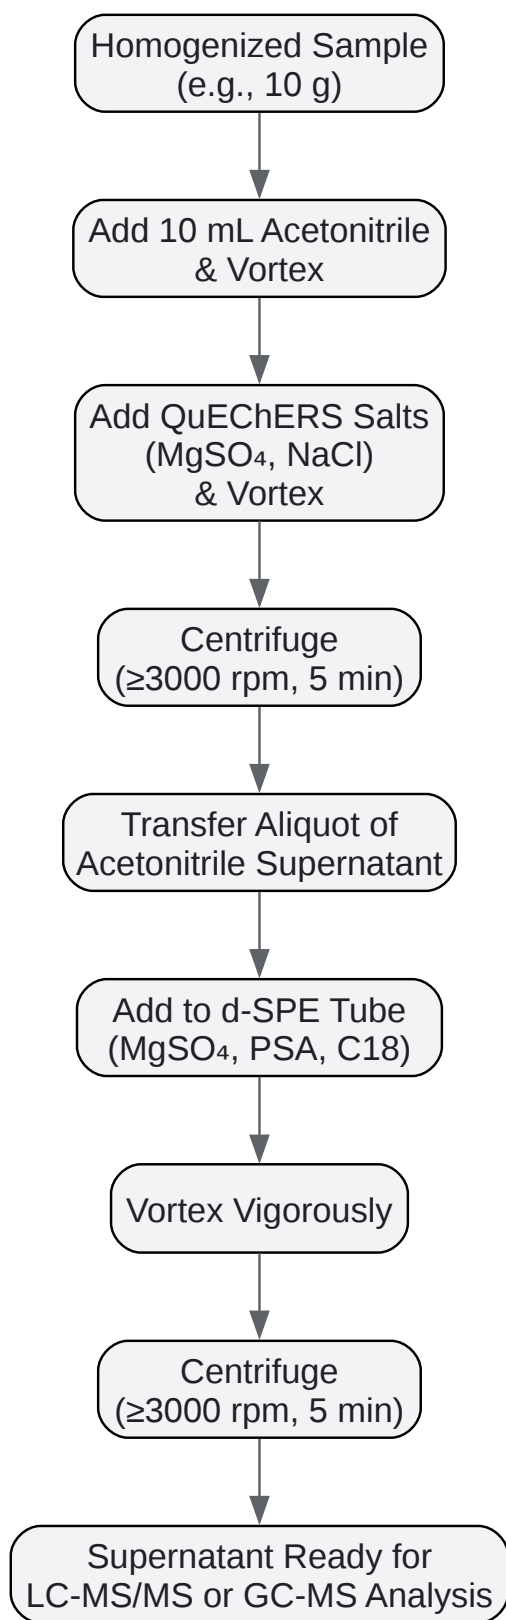 Homogenized Sample
(e.g., 10 g)
Add 10 mL Acetonitrile
& Vortex
Add QuEChERS Salts
(MgSO₄, NaCl)
& Vortex
Centrifuge
(≥3000 rpm, 5 min)
Transfer Aliquot of
Acetonitrile Supernatant
Add to d-SPE Tube
(MgSO₄, PSA, C18)
Vortex Vigorously
Centrifuge
(≥3000 rpm, 5 min)
Supernatant Ready for
LC-MS/MS or GC-MS Analysis